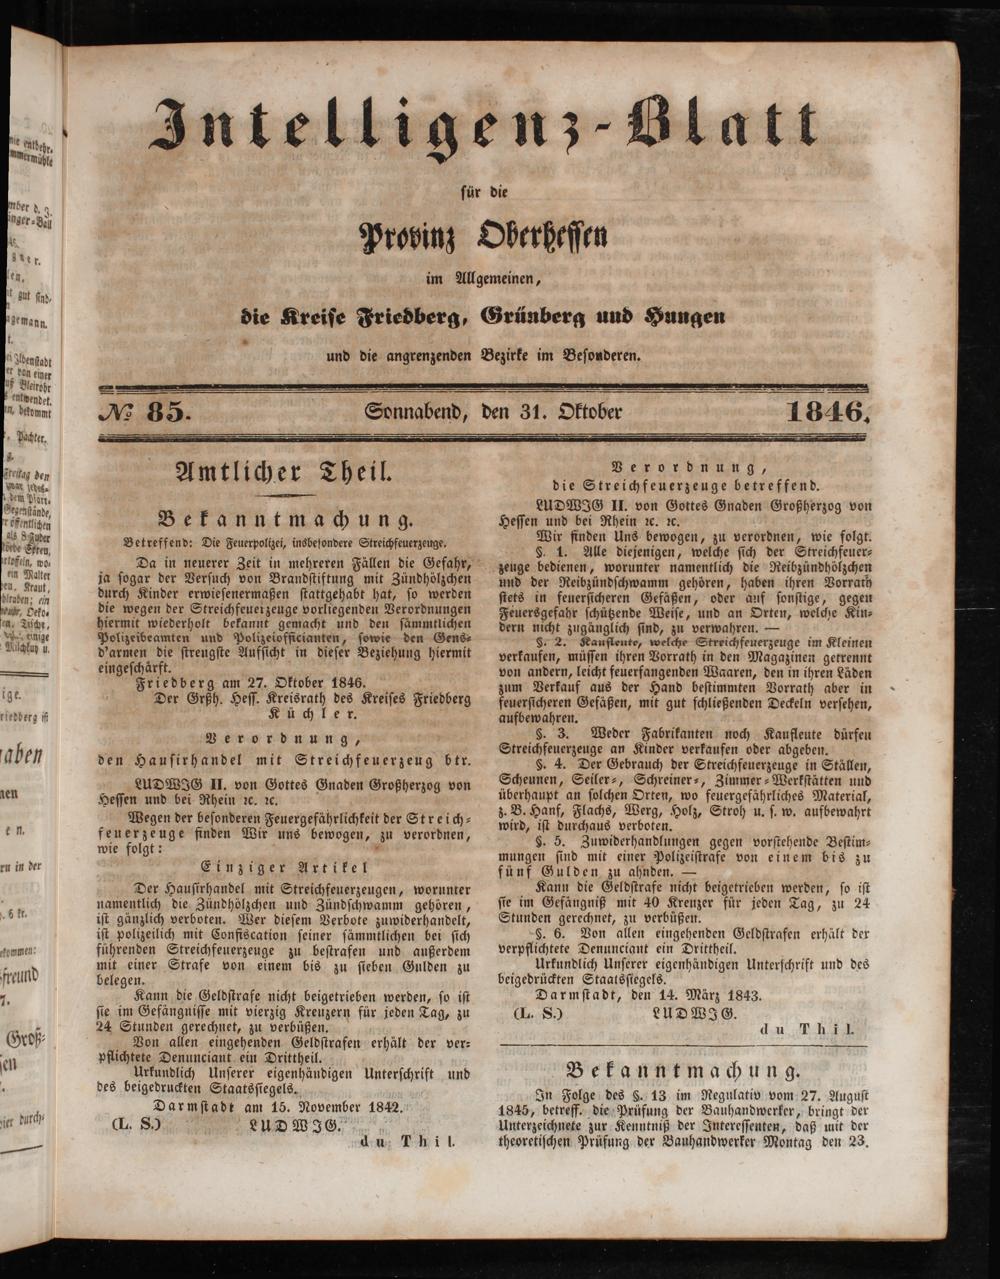 Intelligenz-Blatt
für die
Provinz Oberhessen
im Allgemeinen,
die Kreise Friedberg, Grünberg und Hungen
und die angrenzenden Bezirke im Besonderen.
№ 85.
Sonnabend, den 31. Oktober
1846.
Amtlicher Theil.
Bekanntmachung.
Betreffend: Die Feuerpolizei, insbesondere Streichfeuerzeuge.
Da in neuerer Zeit in mehreren Fällen die Gefahr,
ja sogar der Versuch von Brandstiftung mit Zündhölzchen
durch Kinder erwiesenermaßen stattgehabt hat, so werden
die wegen der Streichfeuerzeuge vorliegenden Verordnungen
hiermit wiederholt bekannt gemacht und den sämmtlichen
Polizeibeamten und Polizeiofficianten, sowie den Gens-
d'armen die strengste Aufsicht in dieser Beziehung hiermit
eingeschärft.
Friedberg am 27. Oktober 1846.
Der Grßh. Hess. Kreisrath des Kreises Friedberg
Küchler.
Verordnung,
den Hausirhandel mit Streichfeuerzeug btr.
LUDWIG II. von Gottes Gnaden Großherzog von
Hessen und bei Rhein ꝛc. ꝛc.
Wegen der besonderen Feuergefährlichkeit der Streich-
feuerzeuge finden Wir uns bewogen, zu verordnen,
wie folgt:
Einziger Artikel
Der Hausirhandel mit Streichfeuerzeugen, worunter
namentlich die Zündhölzchen und Zündschwamm gehören,
ist gänzlich verboten. Wer diesem Verbote zuwiderhandelt,
ist polizeilich mit Confiscation seiner sämmtlichen bei sich
führenden Streichfeuerzeuge zu bestrafen und außerdem
mit einer Strafe von einem bis zu sieben Gulden zu
belegen.
Kann die Geldstrafe nicht beigetrieben werden, so ist
sie im Gefängnisse mit vierzig Kreuzern für jeden Tag, zu
24 Stunden gerechnet, zu verbüßen.
Von allen eingehenden Geldstrafen erhält der ver-
pflichtete Denunciant ein Drittheil.
Urkundlich Unserer eigenhändigen Unterschrift und
des beigedruckten Staatssiegels.
Darmstadt am 15. November 1842.
(L. S.) LUDWIG.
du Thil.
Verordnung,
die Streichfeuerzeuge betreffend.
LUDWIG II. von Gottes Gnaden Großherzog von
Hessen und bei Rhein ꝛc. ꝛc.
Wir finden Uns bewogen, zu verordnen, wie folgt.
§. 1. Alle diejenigen, welche sich der Streichfeuer-
zeuge bedienen, worunter namentlich die Reibzündhölzchen
und der Reibzündschwamm gehören, haben ihren Vorrath
stets in feuersicheren Gefäßen, oder auf sonstige, gegen
Feuersgefahr schützende Weise, und an Orten, welche Kin-
dern nicht zugänglich sind, zu verwahren. —
§. 2. Kaufleute, welche Streichfeuerzeuge im Kleinen
verkaufen, müssen ihren Vorrath in den Magazinen getrennt
von andern, leicht feuerfangenden Waaren, den in ihren Läden
zum Verkauf aus der Hand bestimmten Vorrath aber in
feuersicheren Gefäßen, mit gut schließenden Deckeln versehen,
aufbewahren.
§. 3. Weder Fabrikanten noch Kaufleute dürfen
Streichfeuerzeuge an Kinder verkaufen oder abgeben.
§. 4. Der Gebrauch der Streichfeuerzeuge in Ställen,
Scheunen, Seiler-, Schreiner-, Zimmer-Werkstätten und
überhaupt an solchen Orten, wo feuergefährliches Material,
z. B. Hanf, Flachs, Werg, Holz, Stroh u. s. w. aufbewahrt
wird, ist durchaus verboten.
§. 5. Zuwiderhandlungen gegen vorstehende Bestim-
mungen sind mit einer Polizeistrafe von einem bis zu
fünf Gulden zu ahnden. —
Kann die Geldstrafe nicht beigetrieben werden, so ist
sie im Gefängniß mit 40 Kreuzer für jeden Tag, zu 24
Stunden gerechnet, zu verbüßen.
§. 6. Von allen eingehenden Geldstrafen erhält der
verpflichtete Denunciant ein Drittheil.
Urkundlich Unserer eigenhändigen Unterschrift und des
beigedrückten Staatssiegels.
Darmstadt, den 14. März 1843.
(L. S.) LUDWIG.
du Thil.
Bekanntmachung.
In Folge des §. 13 im Regulativ vom 27. August
1845, betreff. die Prüfung der Bauhandwerker, bringt der
Unterzeichnete zur Kenntniß der Interessenten, daß mit der
theoretischen Prüfung der Bauhandwerker Montag den 23.